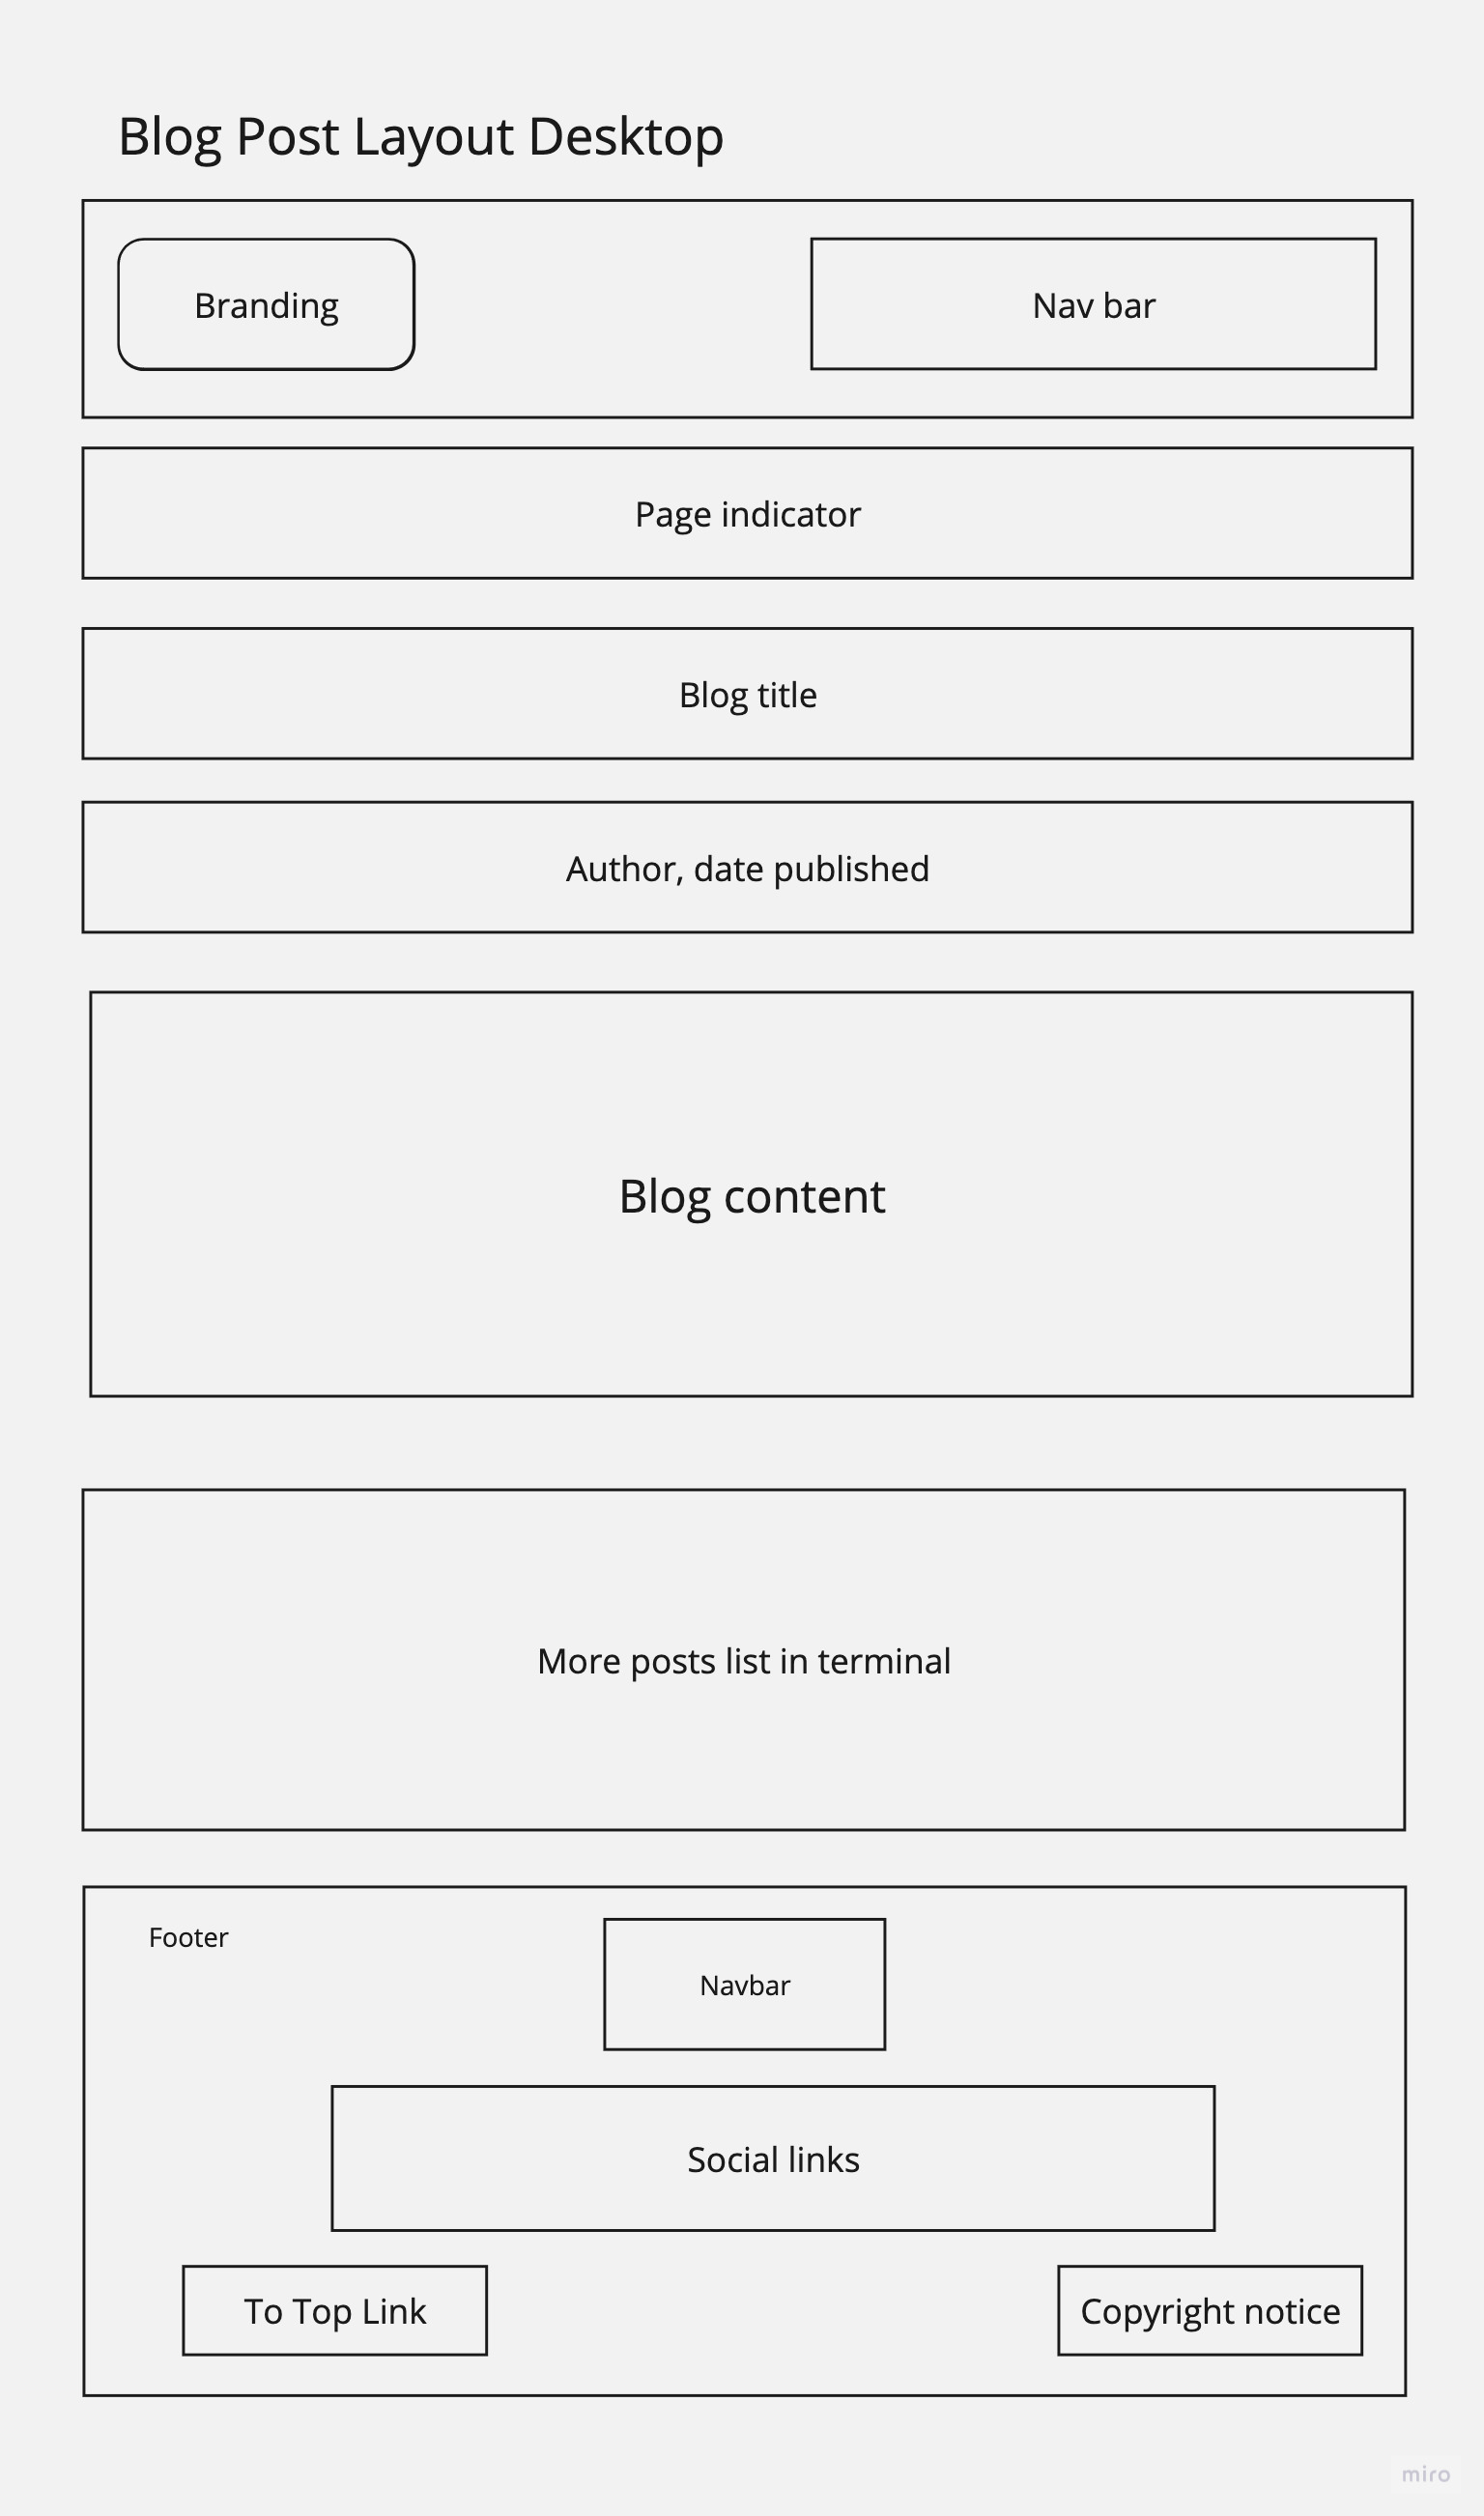 Blog Post Layout Desktop
Branding
Nav bar
Page indicator
Blog title
Author, date published
Blog content
More posts list in terminal
Footer
Navbar
Social links
To Top Link
Copyrght notice
miro